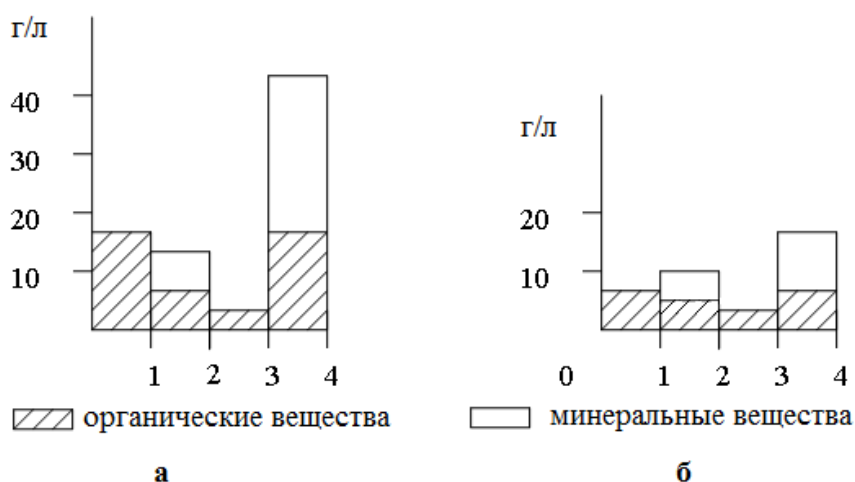 г/л
40
30
20
10
1 2 3 4
г/л
20
10
0 1 2 3 4
органические вещества
минеральные вещества
а
б